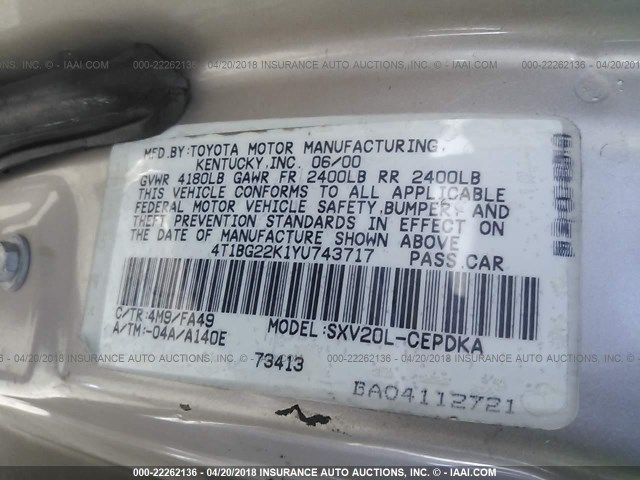 000-22262136 - 04/20/2018 INSURANCE AUTO AUCTIONS, INC. - © IAAI.COM
MFD.BY:TOYOTA MOTOR MANUFACTURING,
KENTUCKY,INC. 06/00
GVWR 4180LB GAWR FR 2400LB RR 2400LB
THIS VEHICLE CONFORMS TO ALL APPLICABLE
FEDERAL MOTOR VEHICLE SAFETY,BUMPER, AND
THEFT PREVENTION STANDARDS IN EFFECT ON
THE DATE OF MANUFACTURE SHOWN ABOVE
4T1BG22K1YU743717 PASS.CAR
C/TR:4M9/FA49 MODEL:SXV20L-CEPDKA
A/TM:-04A/A140E
73413
BA04112721
000-22262136 - 04/20/2018 INSURANCE AUTO AUCTIONS, INC. - © IAAI.COM